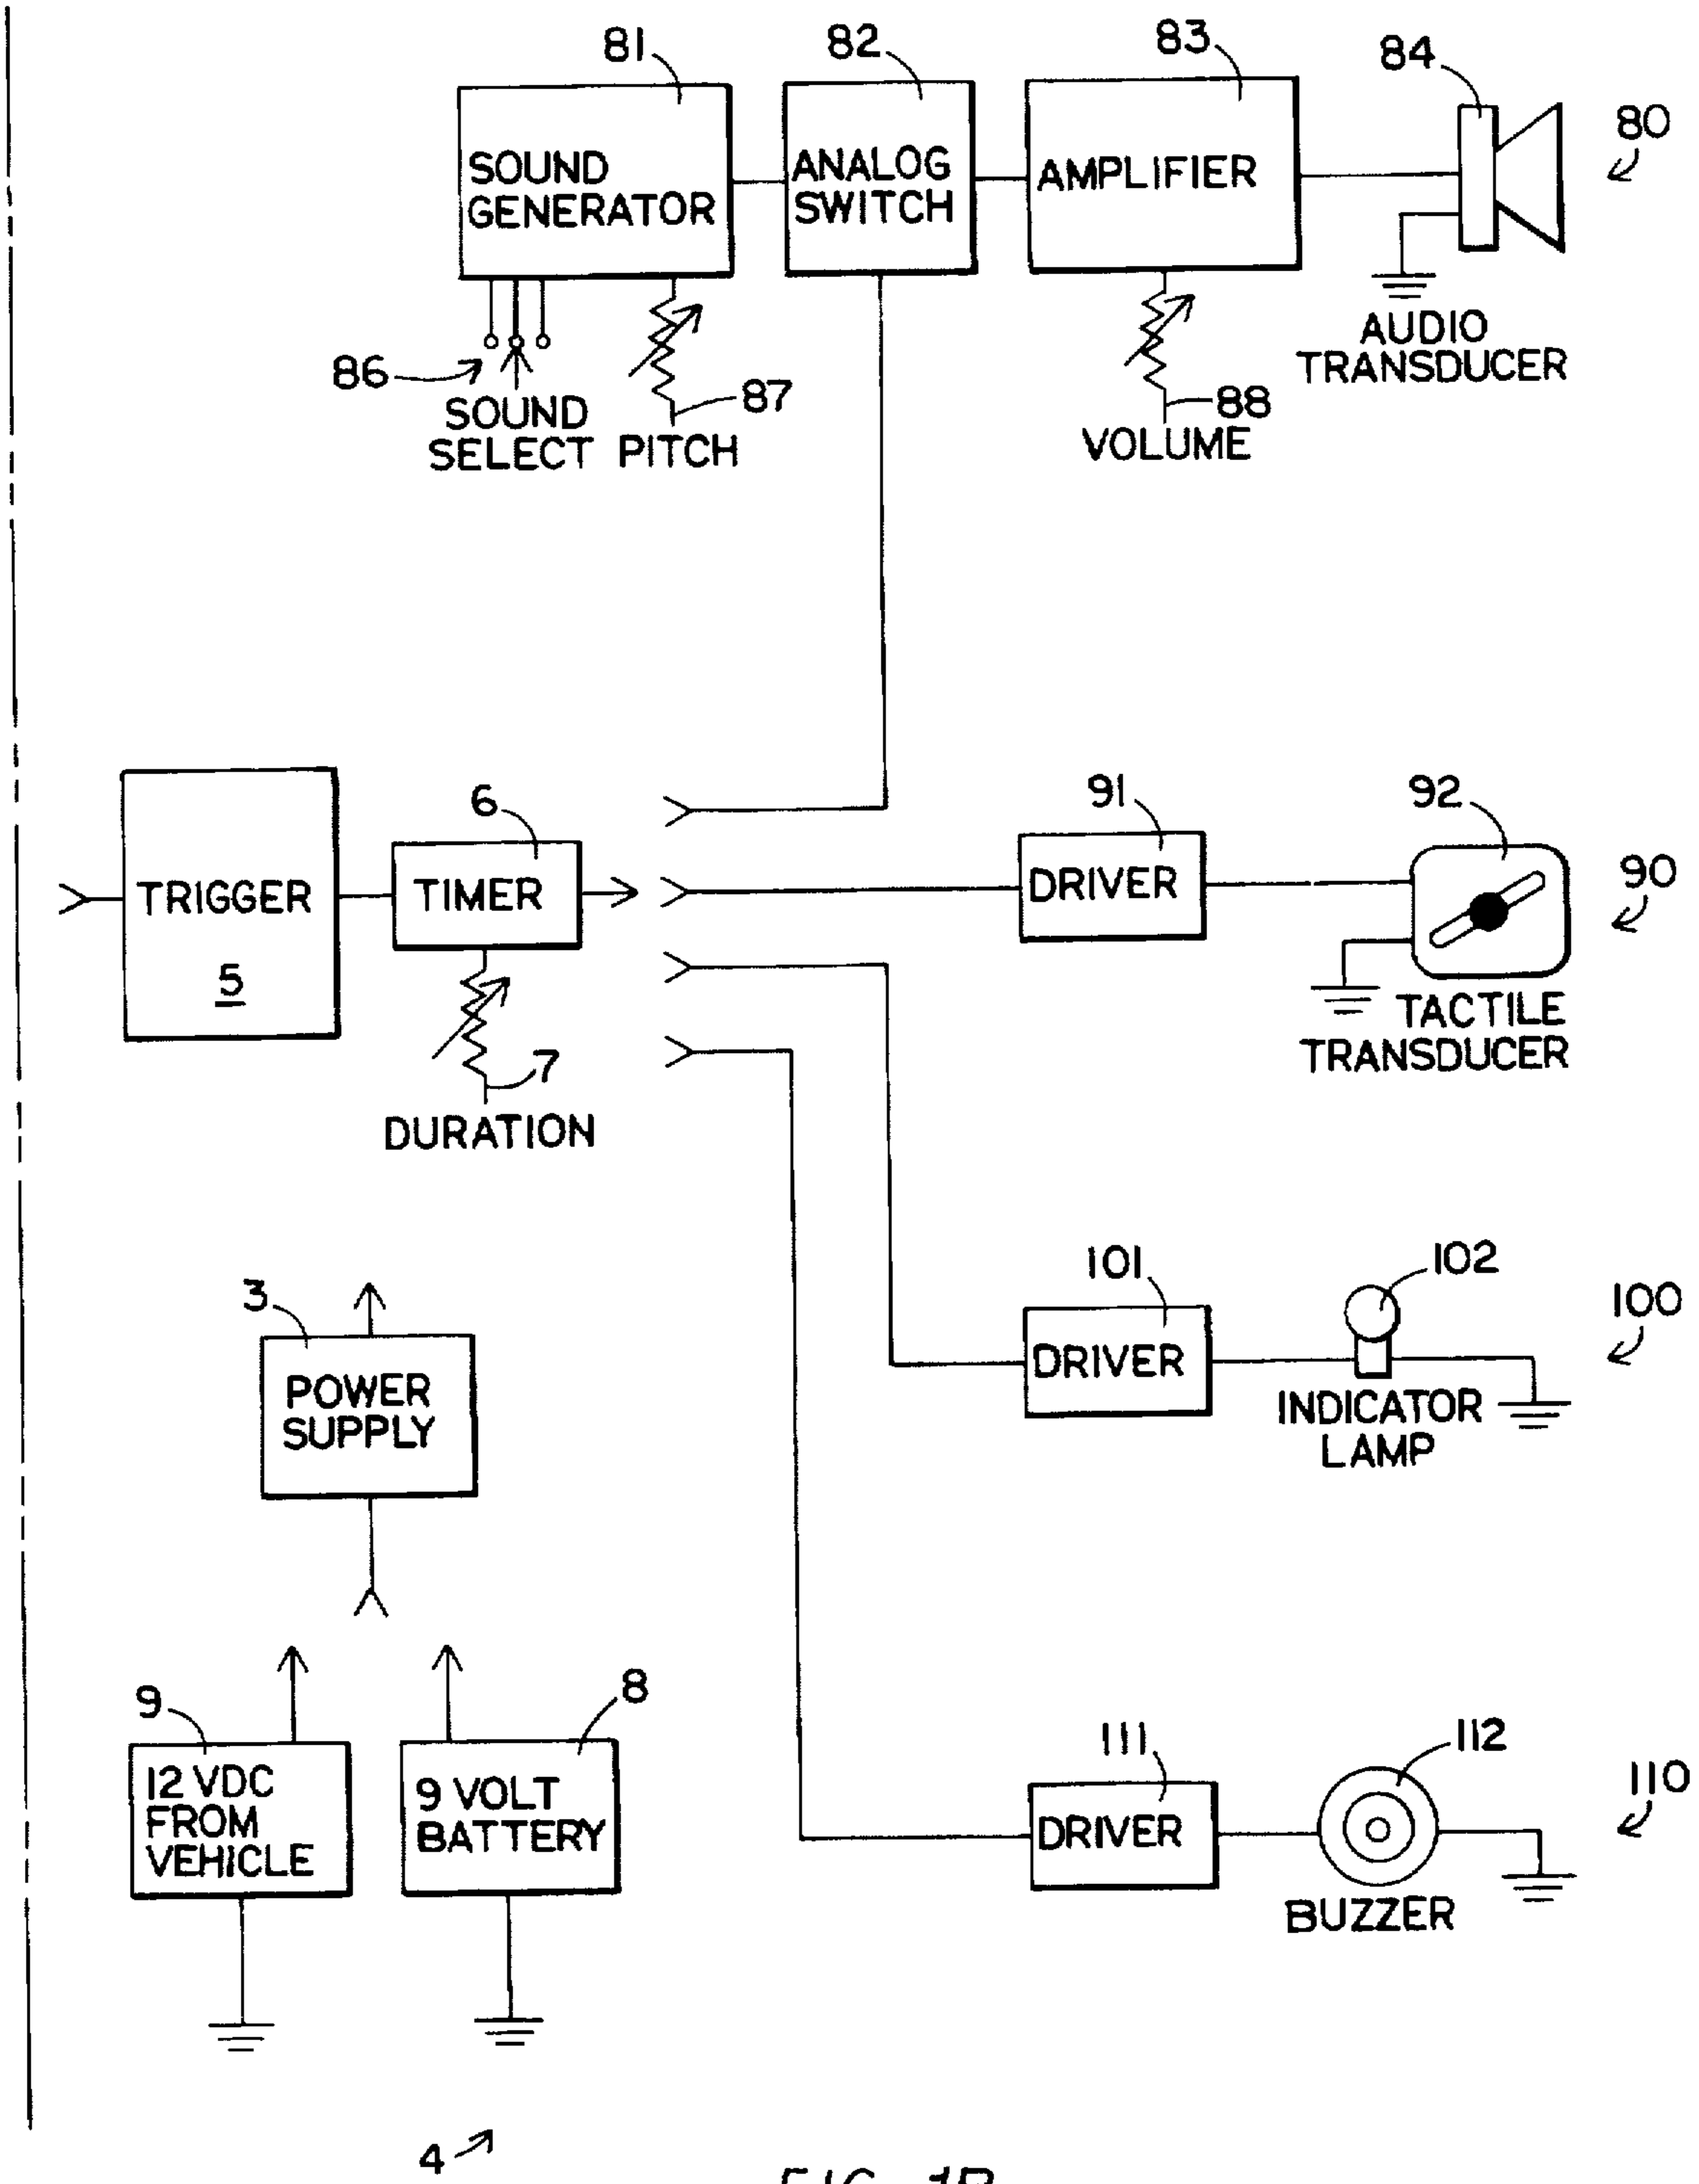 81
82
83
84
80
SOUND
GENERATOR
ANALOG
SWITCH
AMPLIFIER
86
SOUND
SELECT
87
PITCH
88
VOLUME
AUDIO
TRANSDUCER
TRIGGER
5
6
TIMER
7
DURATION
91
DRIVER
92
90
TACTILE
TRANSDUCER
3
POWER
SUPPLY
101
DRIVER
102
100
INDICATOR
LAMP
9
12 VDC
FROM
VEHICLE
8
9 VOLT
BATTERY
111
DRIVER
112
110
BUZZER
4
FIG. 1B